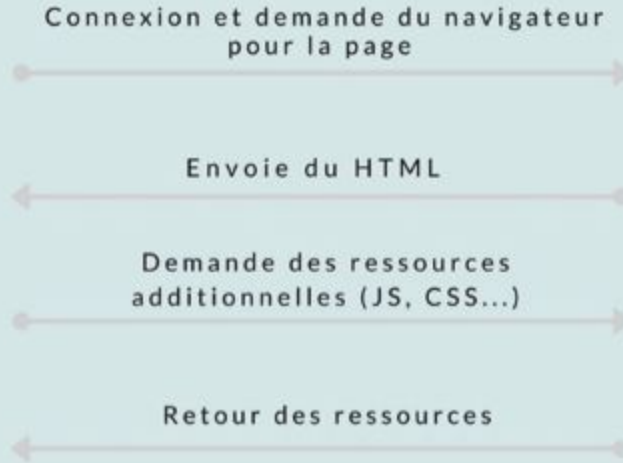 Connexion et demande du navigateur
pour la page
Envoie du HTML
Demande des ressources
additionnelles (JS, CSS...)
Retour des ressources